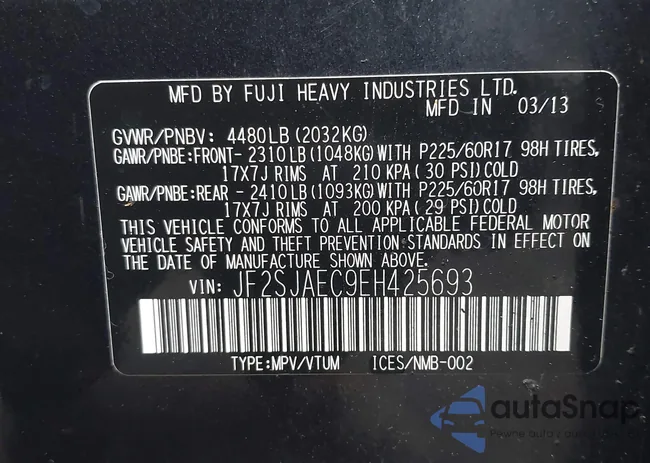 MFD BY FUJI HEAVY INDUSTRIES LTD.
MFD IN 03/13
GVWR/PNBV: 4480LB(2032KG)
GAWR/PNBE:FRONT- 2310LB(1048KG)WITH P225/60R17 98H TIRES,
17X7J RIMS AT 210 KPA( 30 PSI)COLD
GAWR/PNBE:REAR - 2410LB(1093KG)WITH P225/60R17 98H TIRES,
17X7J RIMS AT 200 KPA( 29 PSI)COLD
THIS VEHICLE CONFORMS TO ALL APPLICABLE FEDERAL MOTOR
VEHICLE SAFETY AND THEFT PREVENTION STANDARDS IN EFFECT ON
THE DATE OF MANUFACTURE SHOWN ABOVE.
VIN: JF2SJAEC9EH425693
TYPE:MPV/VTUM ICES/NMB-002
autaSnap
Pewne auta z autosnap